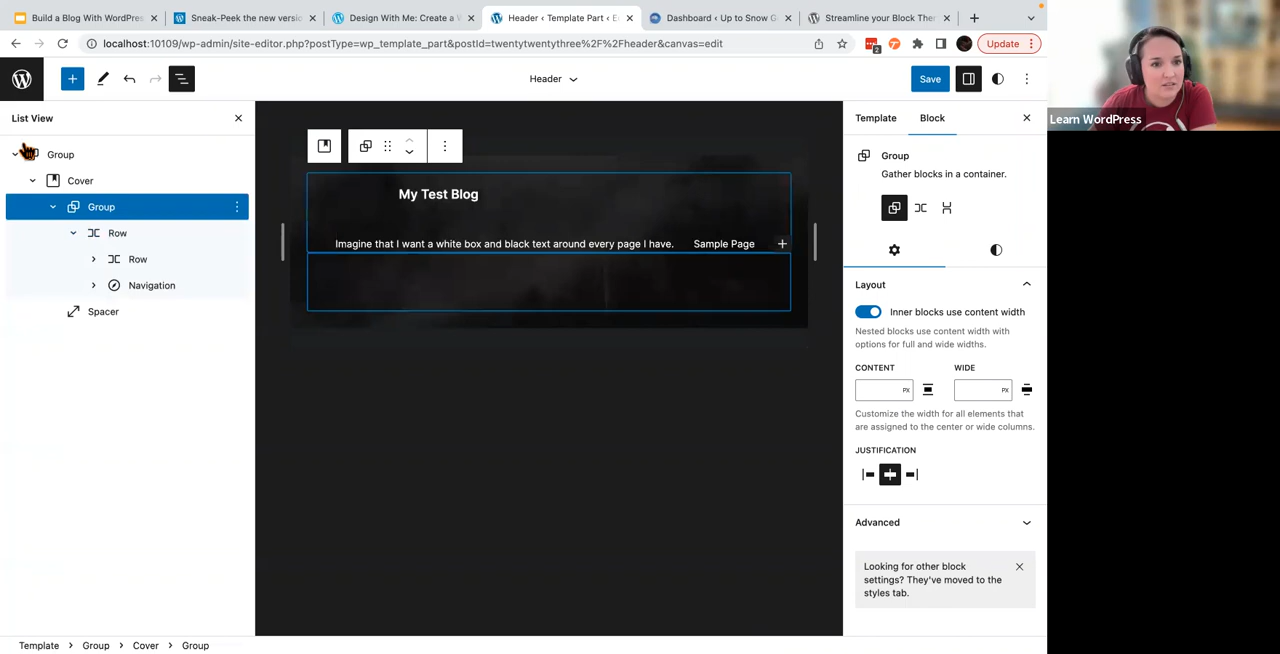 Build a Blog With WordPres
Sneak-Peek the new versio
Design With Me: Create a W
Header ‹ Template Part ‹ E
Dashboard ‹ Up to Snow G
Streamline your Block The
localhost:10109/wp-admin/site-editor.php?postType=wp_template_part&postId=twentytwentythree%2F%2Fheader&canvas=edit
2
Update
Header
Save
List View
Group
Cover
Group
Row
Row
Navigation
Spacer
My Test Blog
Imagine that I want a white box and black text around every page I have.
Sample Page
Template
Block
Group
Gather blocks in a container.
Layout
Inner blocks use content width
Nested blocks use content width with
options for full and wide widths.
CONTENT
WIDE
PX
PX
Customize the width for all elements that
are assigned to the center or wide columns.
JUSTIFICATION
Advanced
Looking for other block
settings? They've moved to the
styles tab.
Template > Group > Cover > Group
Learn WordPress